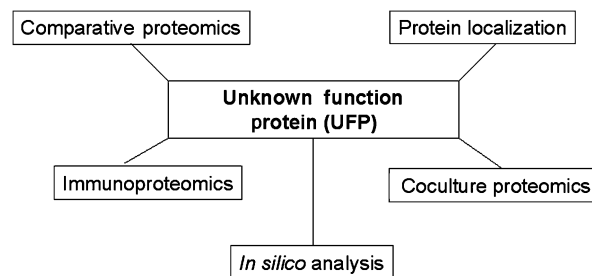 Comparative proteomics
Protein localization
Unknown function
protein (UFP)
Immunoproteomics
Coculture proteomics
In silico analysis